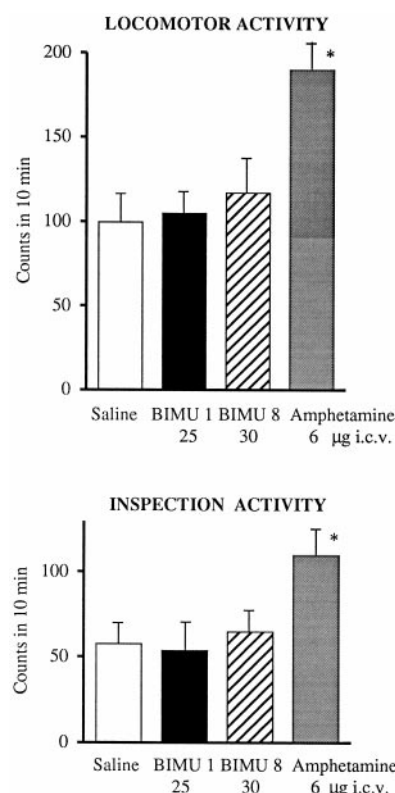 LOCOMOTOR ACTIVITY
200
150
100
50
0
Counts in 10 min
*
Saline BIMU 1 BIMU 8 Amphetamine
25 30 6 µg i.c.v.
INSPECTION ACTIVITY
100
50
0
Counts in 10 min
*
Saline BIMU 1 BIMU 8 Amphetamine
25 30 6 µg i.c.v.